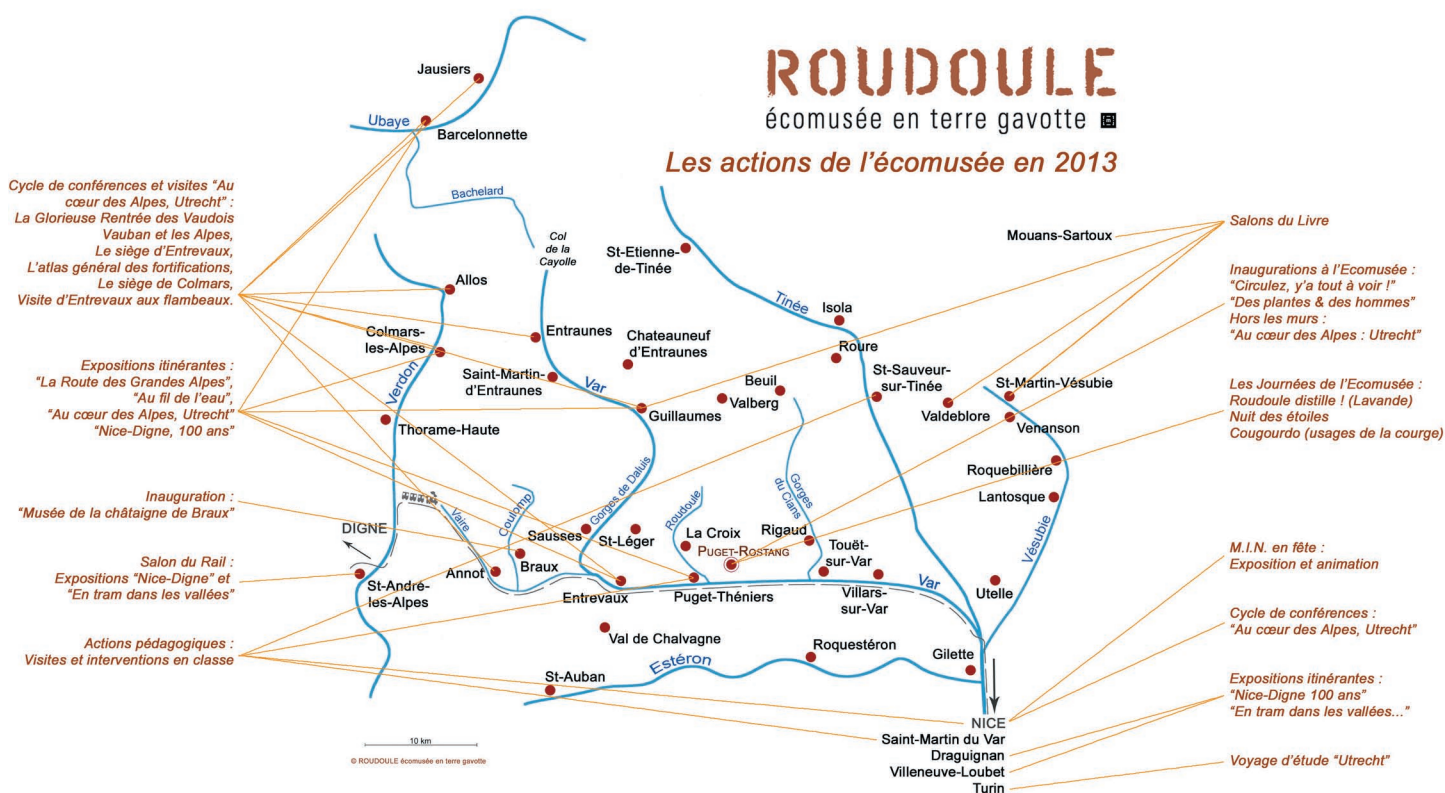 ROUDOULE
écomusée en terre gavotte
Les actions de l'écomusée en 2013
Cycle de conférences et visites "Au
cœur des Alpes, Utrecht" :
La Glorieuse Rentrée des Vaudois
Vauban et les Alpes,
Le siège d'Entrevaux,
L'atlas général des fortifications,
Le siège de Colmars,
Visite d'Entrevaux aux flambeaux.
Expositions itinérantes :
"La Route des Grandes Alpes",
"Au fil de l'eau",
"Au cœur des Alpes, Utrecht"
"Nice-Digne, 100 ans"
Inauguration :
"Musée de la châtaigne de Braux"
Salon du Rail :
Expositions "Nice-Digne" et
"En tram dans les vallées"
Actions pédagogiques :
Visites et interventions en classe
Jausiers
Ubaye
Barcelonnette
Bachelard
Col
de la
Cayolle
St-Etienne-
de-Tinée
Tinée
Isola
Roure
Allos
Colmars-
les-Alpes
Verdon
Entraunes
Chateauneuf
d'Entraunes
Saint-Martin-
d'Entraunes
Var
Guillaumes
Valberg
Beuil
St-Sauveur-
sur-Tinée
Valdeblore
St-Martin-Vésubie
Venanson
Roquebillière
Lantosque
Vésubie
Thorame-Haute
DIGNE
St-André-
les-Alpes
Vaire
Annot
Coulomp
Braux
Sausses
Gorges de Daluis
St-Léger
Entrevaux
Roudoule
La Croix
PUGET-ROSTANG
Puget-Théniers
Rigaud
Gorges
du Cians
Touët-
sur-Var
Villars-
sur-Var
Var
Utelle
Val de Chalvagne
St-Auban
Estéron
Roquestéron
Gilette
NICE
Saint-Martin du Var
Draguignan
Villeneuve-Loubet
Turin
Mouans-Sartoux
Salons du Livre
Inaugurations à l'Ecomusée :
"Circulez, y'a tout à voir !"
"Des plantes & des hommes"
Hors les murs :
"Au cœur des Alpes : Utrecht"
Les Journées de l'Ecomusée :
Roudoule distille ! (Lavande)
Nuit des étoiles
Cougourdo (usages de la courge)
M.I.N. en fête :
Exposition et animation
Cycle de conférences :
"Au cœur des Alpes, Utrecht"
Expositions itinérantes :
"Nice-Digne 100 ans"
"En tram dans les vallées..."
Voyage d'étude "Utrecht"
10 km
© ROUDOULE écomusée en terre gavotte